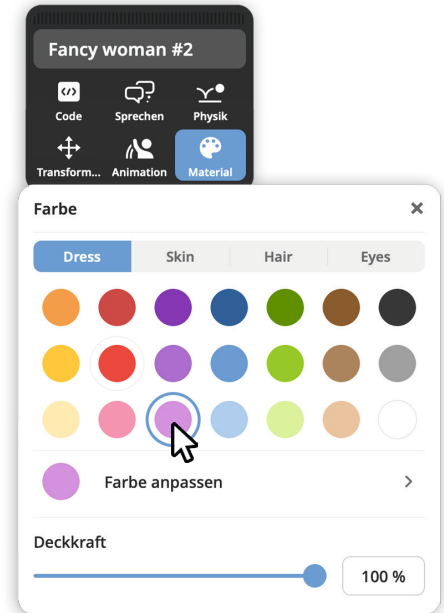 Fancy woman #2
Code Sprechen Physik
Transform... Animation Material
Farbe
Dress Skin Hair Eyes
Farbe anpassen
Deckkraft
100 %